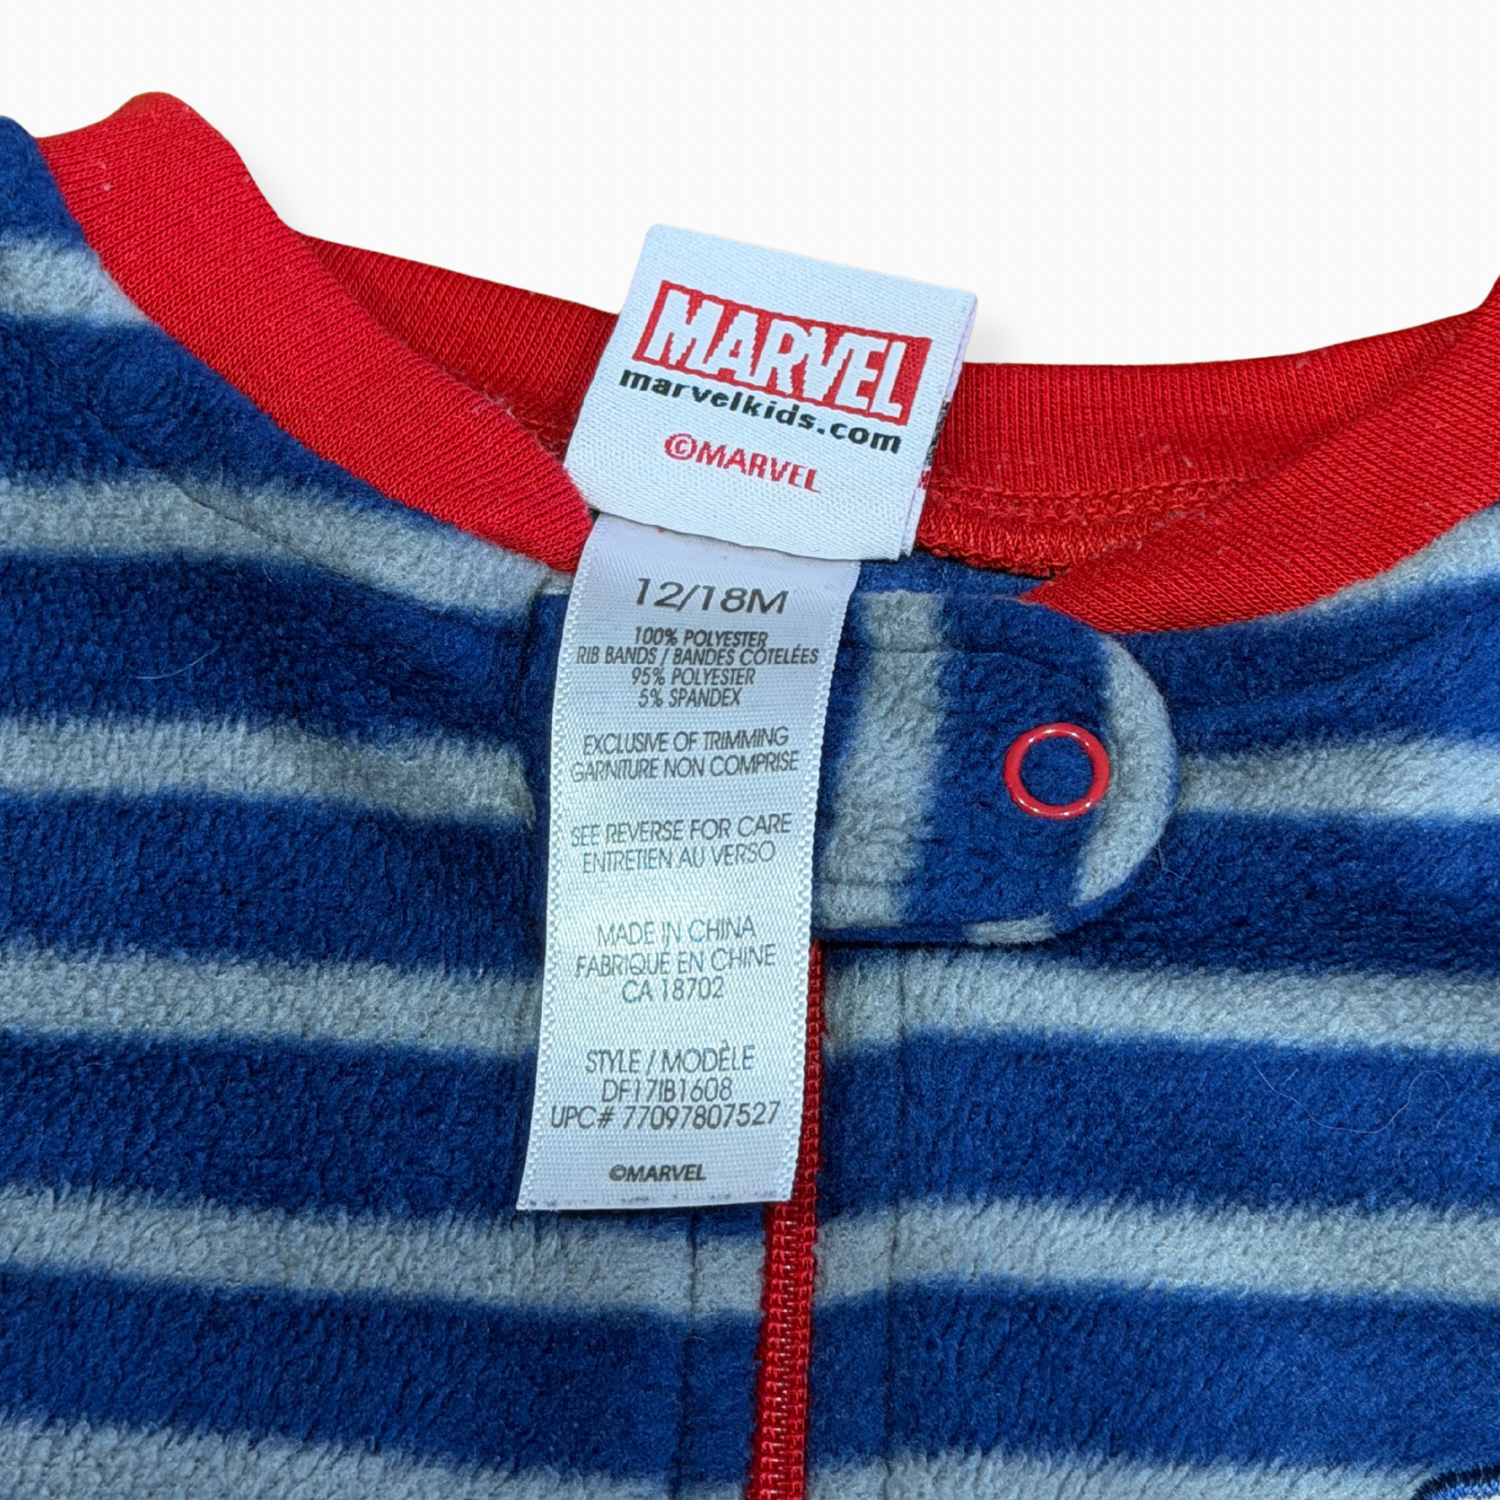 MARVEL
marvelkids.com
©MARVEL
12/18M
100% POLYESTER
RIB BANDS / BANDES CÔTELÉES
95% POLYESTER
5% SPANDEX
EXCLUSIVE OF TRIMMING
GARNITURE NON COMPRISE
SEE REVERSE FOR CARE
ENTRETIEN AU VERSO
MADE IN CHINA
FABRIQUE EN CHINE
CA 18702
STYLE / MODÈLE
DF17IB1608
UPC# 77097807527
©MARVEL